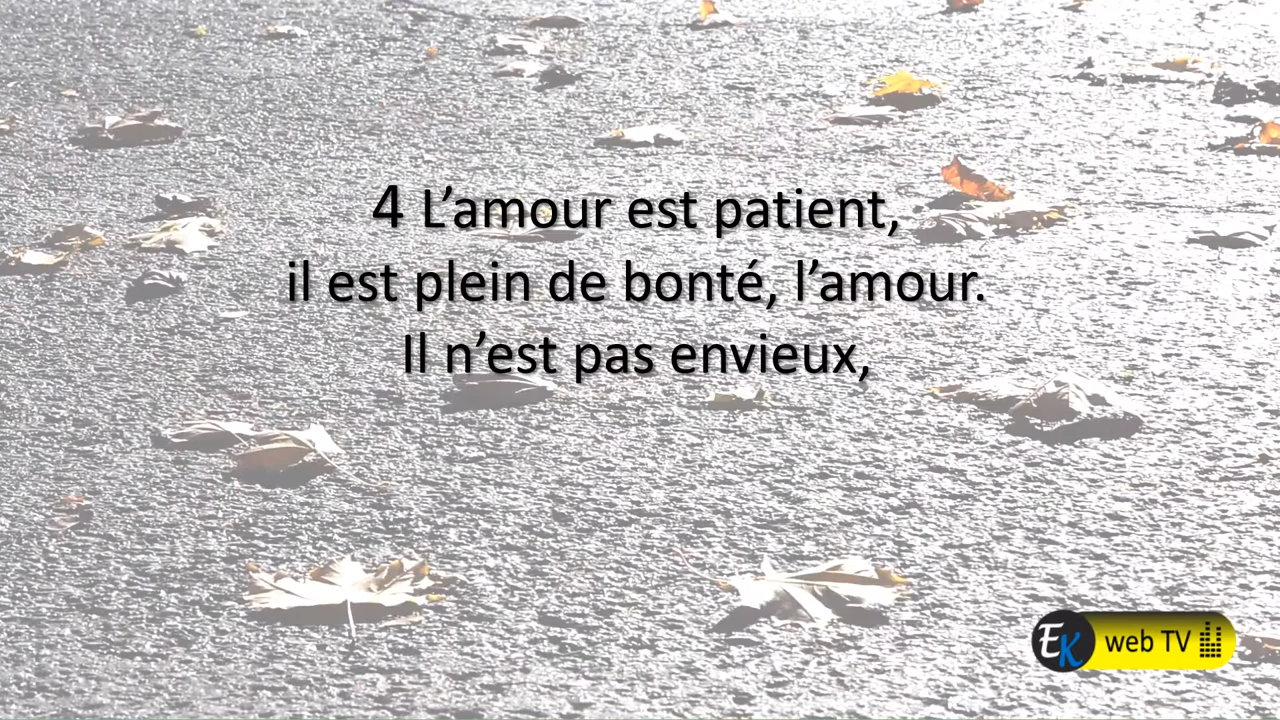 4 L’amour est patient,
il est plein de bonté, l’amour.
Il n’est pas envieux,
EK web TV